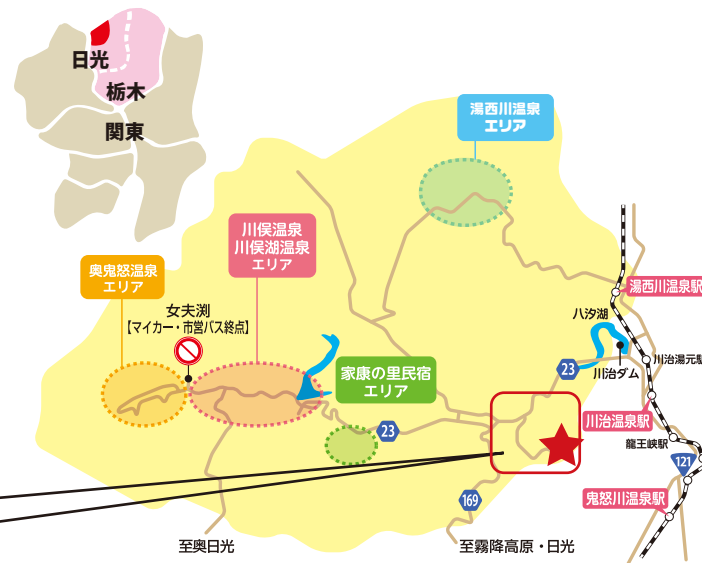 日光
栃木
関東
湯西川温泉
エリア
川俣温泉
川俣湖温泉
エリア
奥鬼怒温泉
エリア
女夫渕
【マイカー・市営バス終点】
湯西川温泉駅
八汐湖
川治ダム
川治湯元駅
23
家康の里民宿
エリア
23
川治温泉駅
龍王峡駅
121
169
鬼怒川温泉駅
至奥日光
至霧降高原・日光